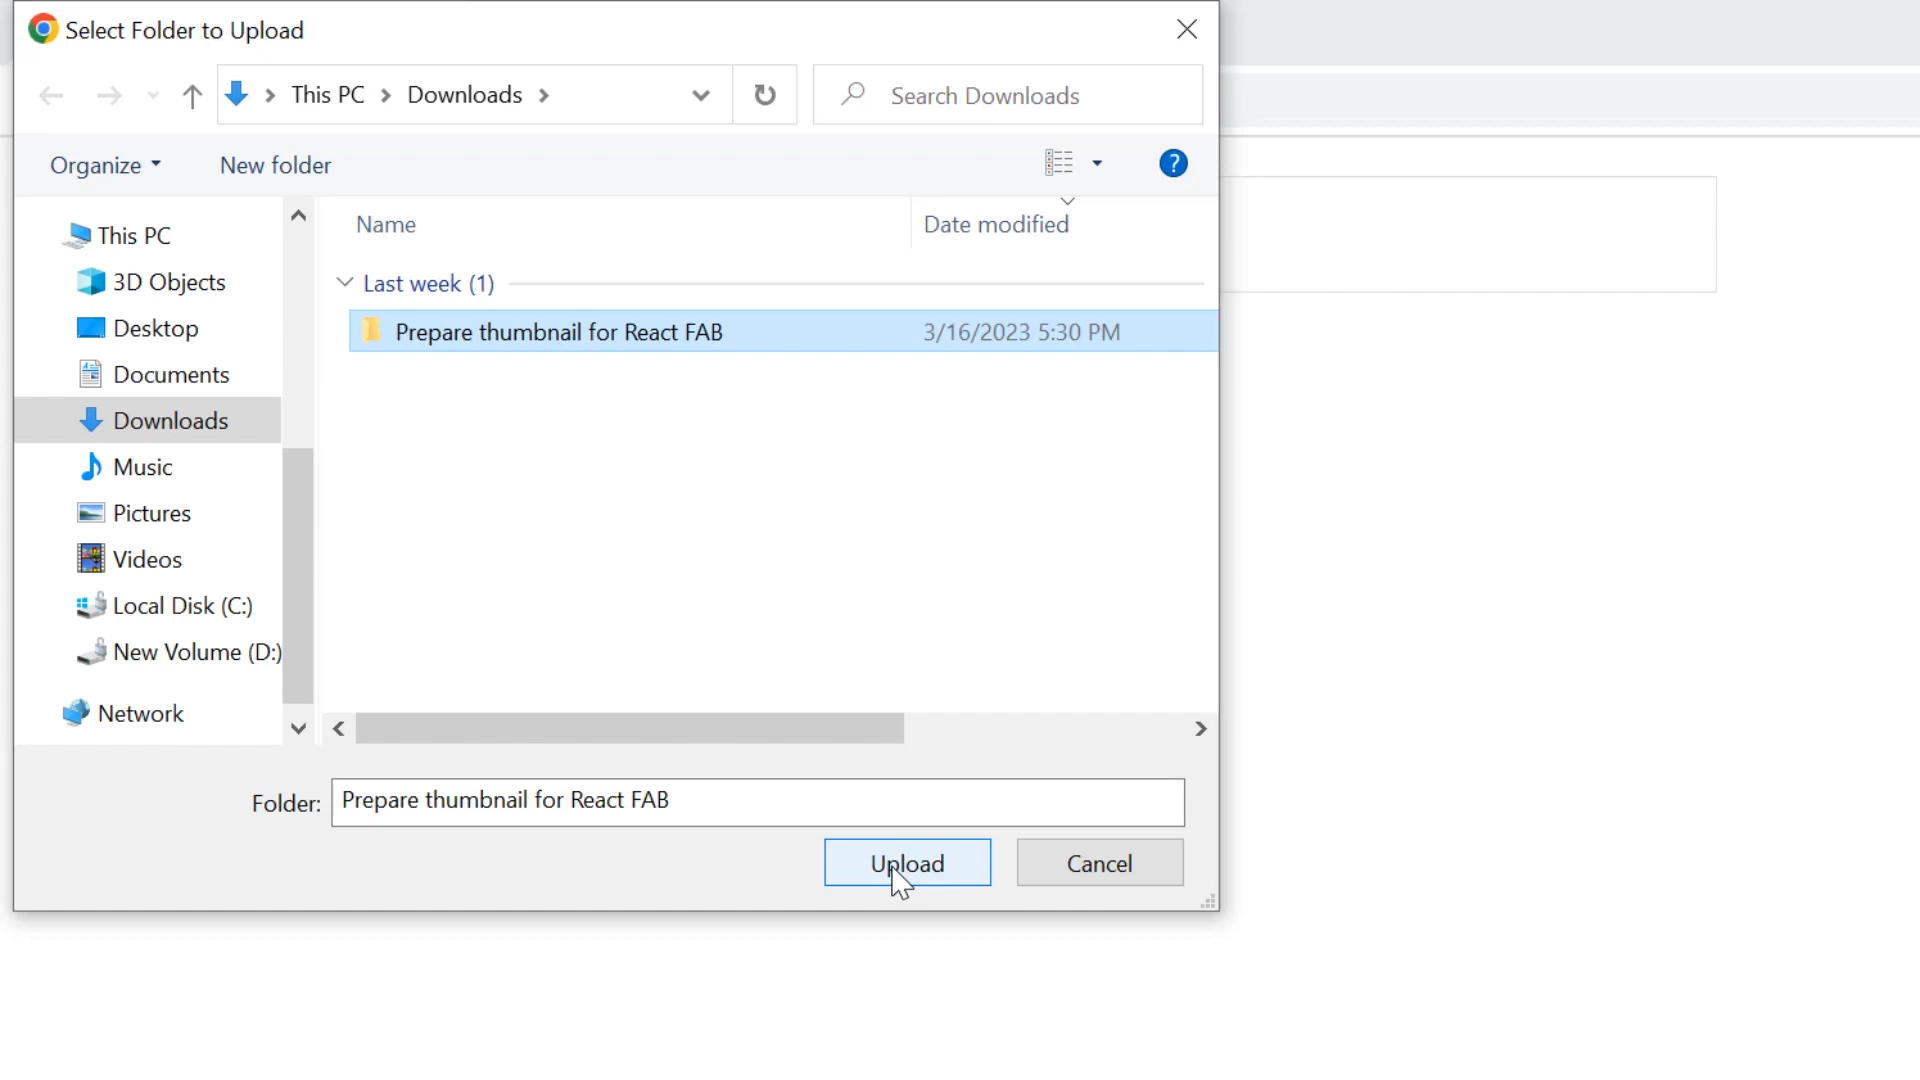 Select Folder to Upload
This PC
Downloads
Search Downloads
Organize
New folder
?
This PC
3D Objects
Desktop
Documents
Downloads
Music
Pictures
Videos
Local Disk (C:)
New Volume (D:)
Network
Name
Date modified
Last week (1)
Prepare thumbnail for React FAB 3/16/2023 5:30 PM
Folder: Prepare thumbnail for React FAB
Upload
Cancel